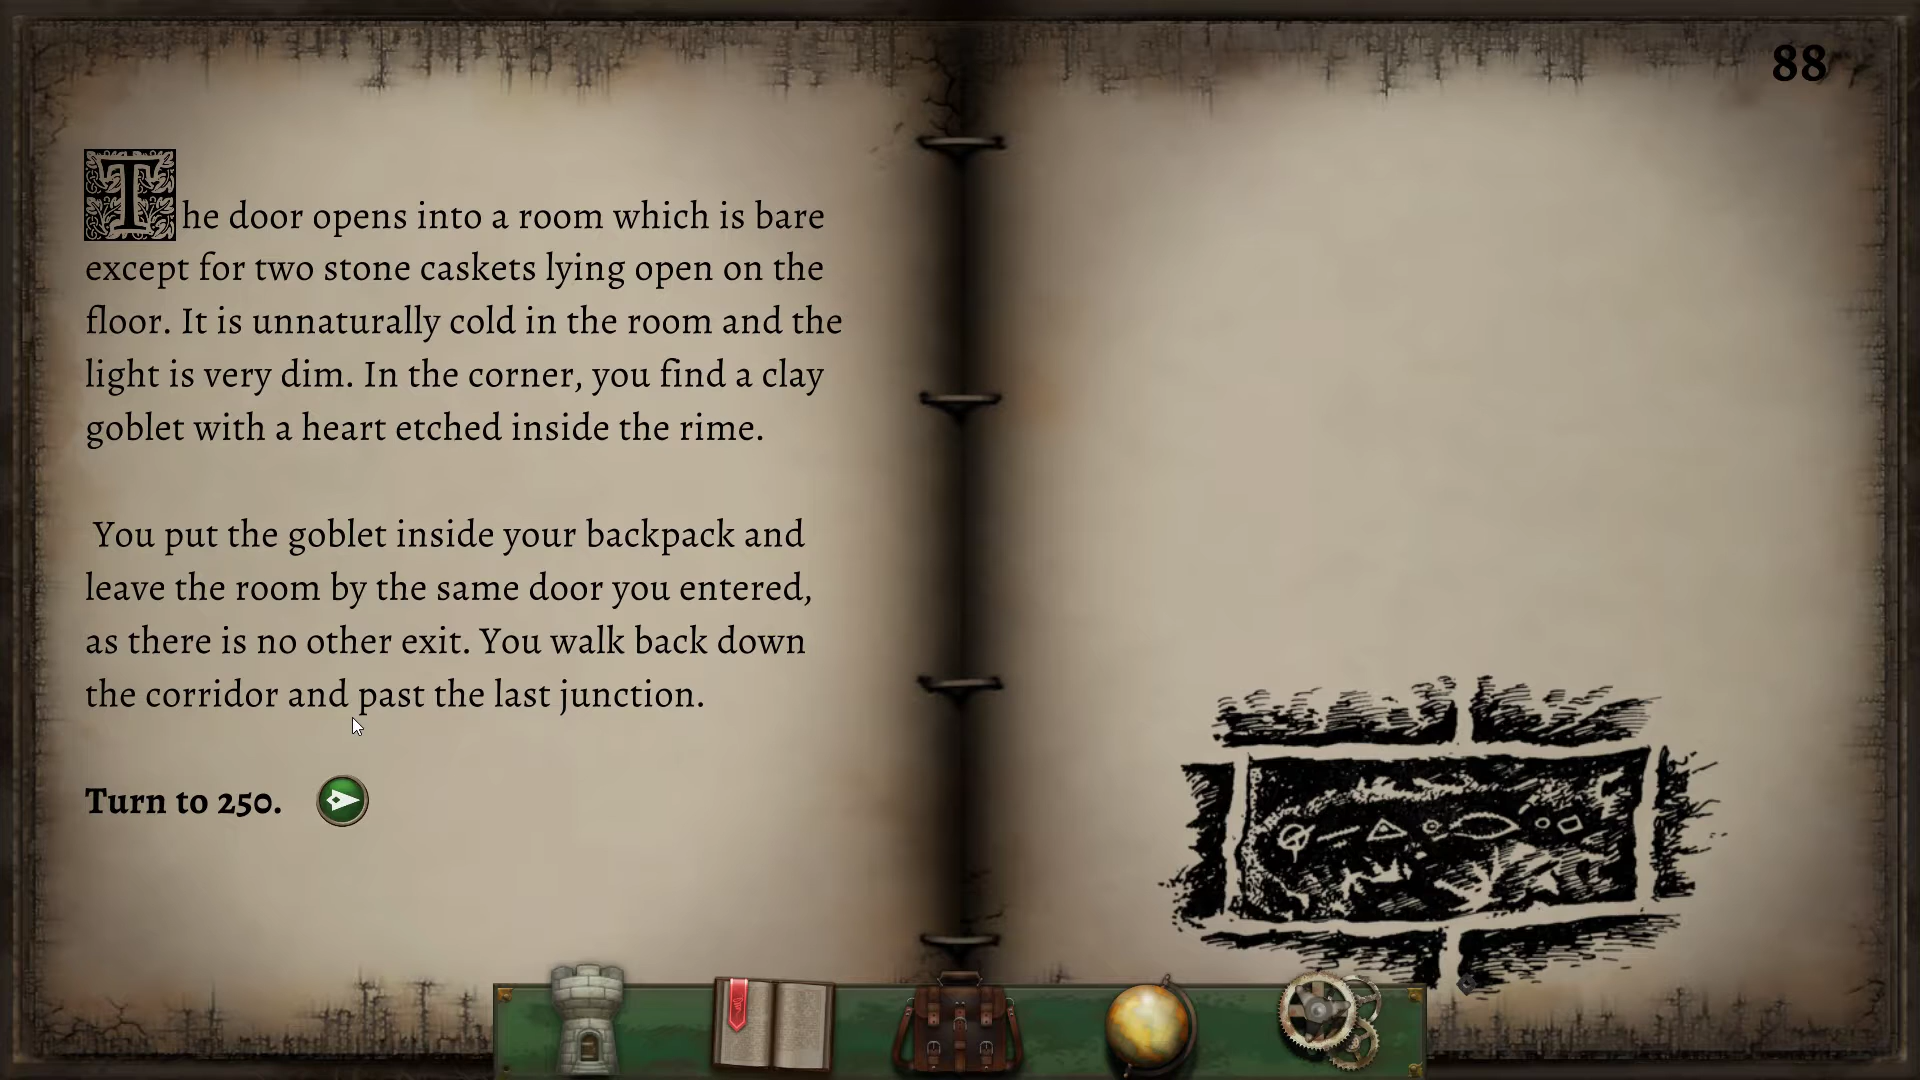 88
The door opens into a room which is bare
except for two stone caskets lying open on the
floor. It is unnaturally cold in the room and the
light is very dim. In the corner, you find a clay
goblet with a heart etched inside the rime.
You put the goblet inside your backpack and
leave the room by the same door you entered,
as there is no other exit. You walk back down
the corridor and past the last junction.
Turn to 250.